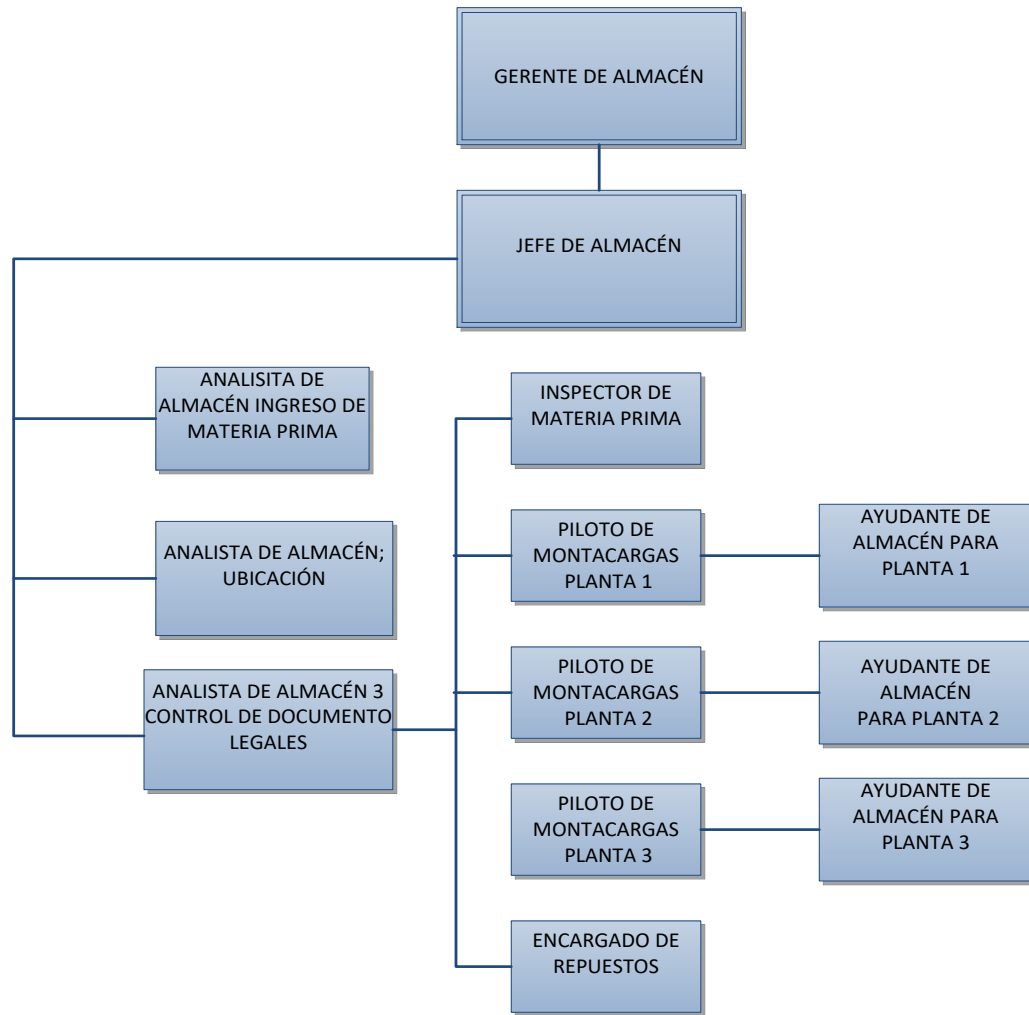 GERENTE DE ALMACÉN
JEFE DE ALMACÉN
ANALISITA DE
ALMACÉN INGRESO DE
MATERIA PRIMA
ANALISTA DE ALMACÉN;
UBICACIÓN
ANALISTA DE ALMACÉN 3
CONTROL DE DOCUMENTO
LEGALES
INSPECTOR DE
MATERIA PRIMA
PILOTO DE
MONTACARGAS
PLANTA 1
AYUDANTE DE
ALMACÉN PARA
PLANTA 1
PILOTO DE
MONTACARGAS
PLANTA 2
AYUDANTE DE
ALMACÉN
PARA PLANTA 2
PILOTO DE
MONTACARGAS
PLANTA 3
AYUDANTE DE
ALMACÉN PARA
PLANTA 3
ENCARGADO DE
REPUESTOS